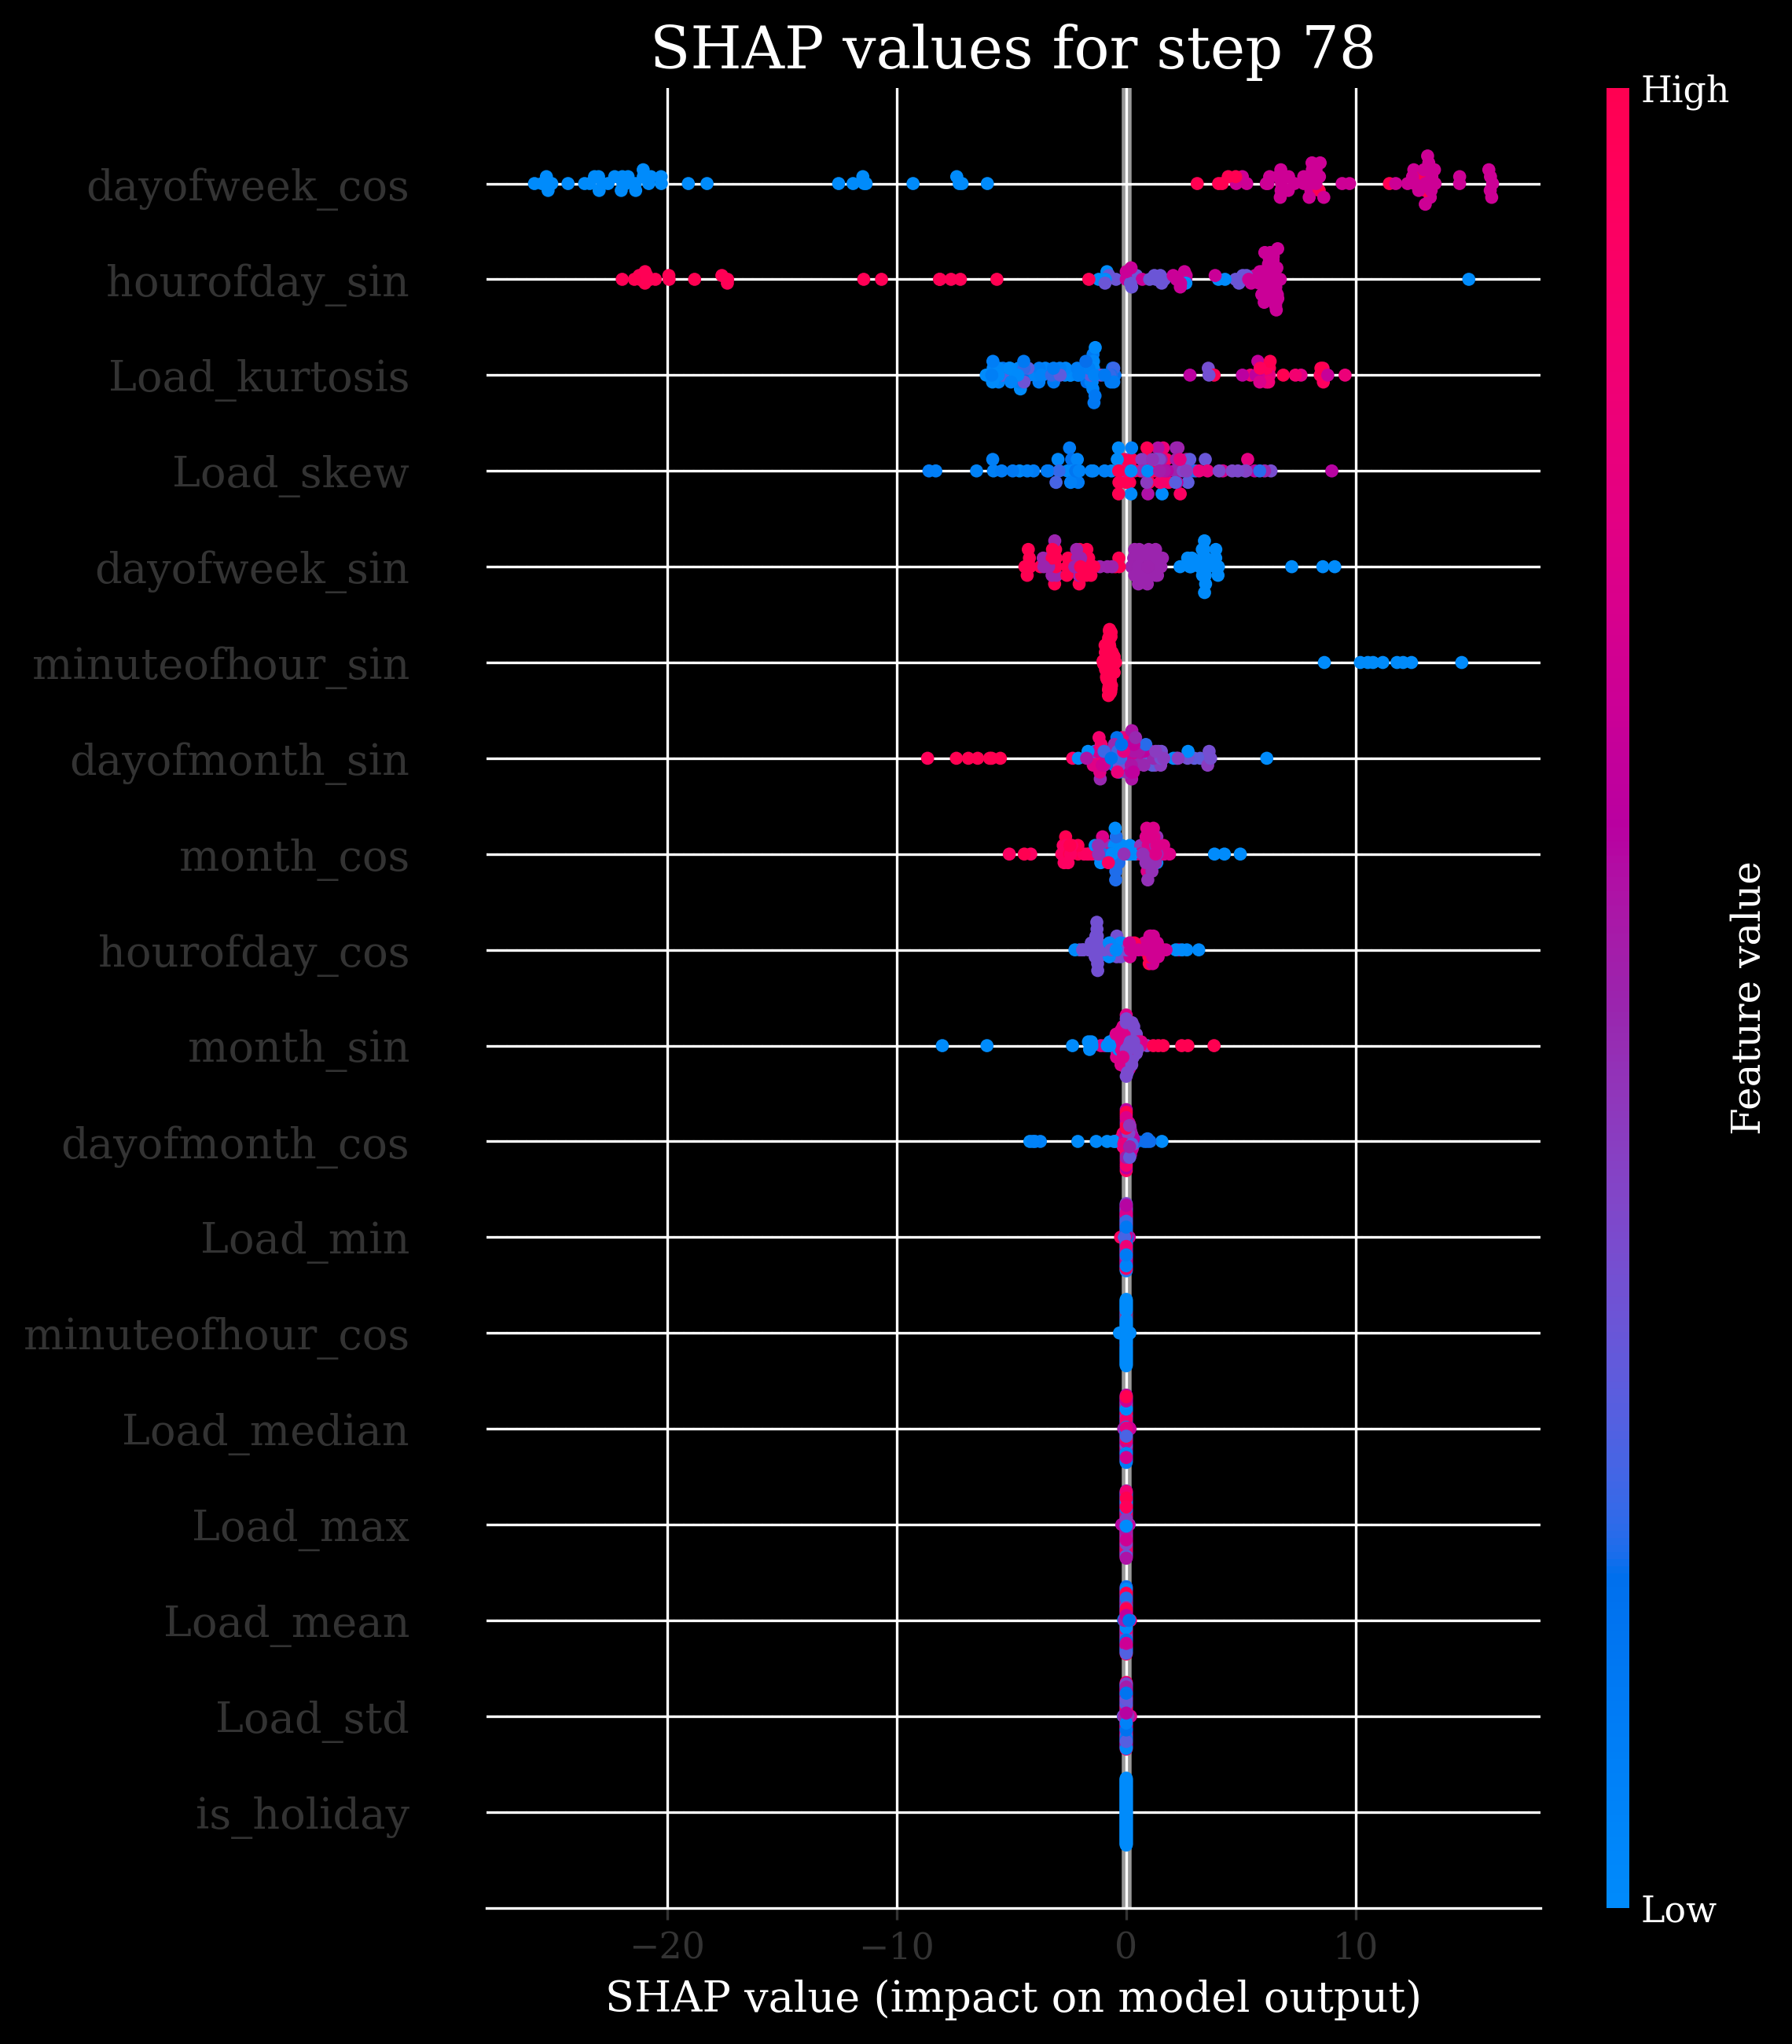 SHAP values for step 78
High
dayofweek_cos
hourofday_sin
Load_kurtosis
Load_skew
dayofweek_sin
minuteofhour_sin
dayofmonth_sin
month_cos
hourofday_cos
month_sin
dayofmonth_cos
Load_min
minuteofhour_cos
Load_median
Load_max
Load_mean
Load_std
is_holiday
Feature value
Low
−20 −10 0 10
SHAP value (impact on model output)